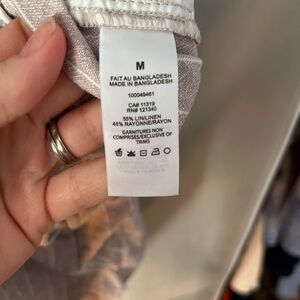 M
FAIT AU BANGLADESH
MADE IN BANGLADESH
100049461
CA# 11319
RN# 121340
55% LIN/LINEN
45% RAYONNE/RAYON
GARNITURES NON
COMPRISES/EXCLUSIVE OF
TRIMS